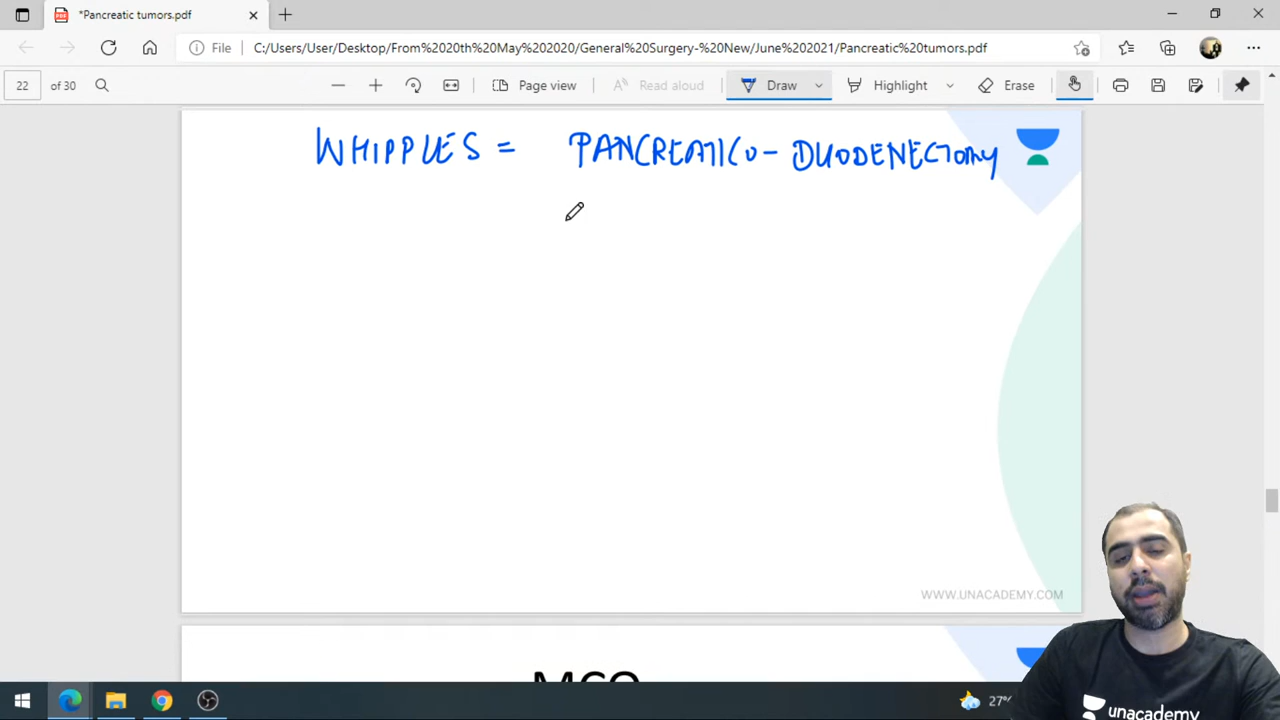 *Pancreatic tumors.pdf
File C:/Users/User/Desktop/From%2020th%20May%202020/General%20Surgery-%20New/June%202021/Pancreatic%20tumors.pdf
22 of 30 Page view Read aloud Draw Highlight Erase
WHIPPLES = PANCREATICO-DUODENECTOMY
WWW.UNACADEMY.COM
MCQ
27°
unacademy